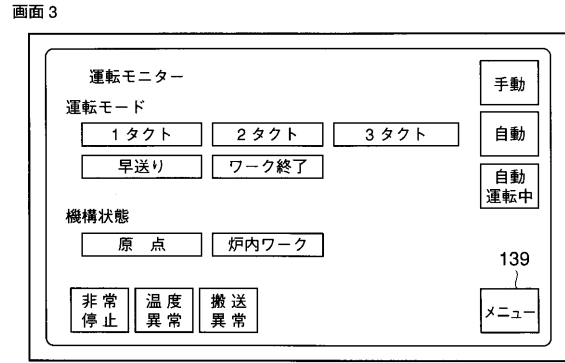 画面３
運転モニター
手動
運転モード
１タクト
２タクト
３タクト
自動
早送り
ワーク終了
自動
運転中
機構状態
原　点
炉内ワーク
139
非常
停止
温度
異常
搬送
異常
メニュー